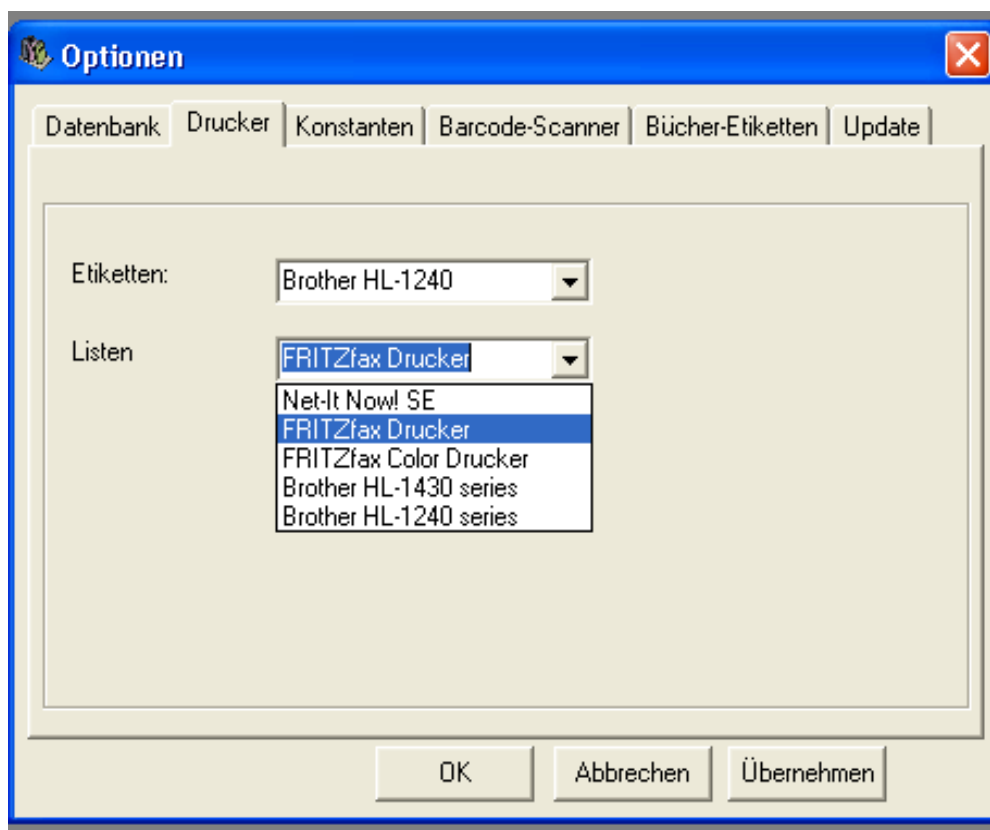 Optionen
Datenbank Drucker Konstanten Barcode-Scanner Bücher-Etiketten Update
Etiketten: Brother HL-1240
Listen FRITZfax Drucker
Net-It Now! SE
FRITZfax Drucker
FRITZfax Color Drucker
Brother HL-1430 series
Brother HL-1240 series
OK Abbrechen Übernehmen